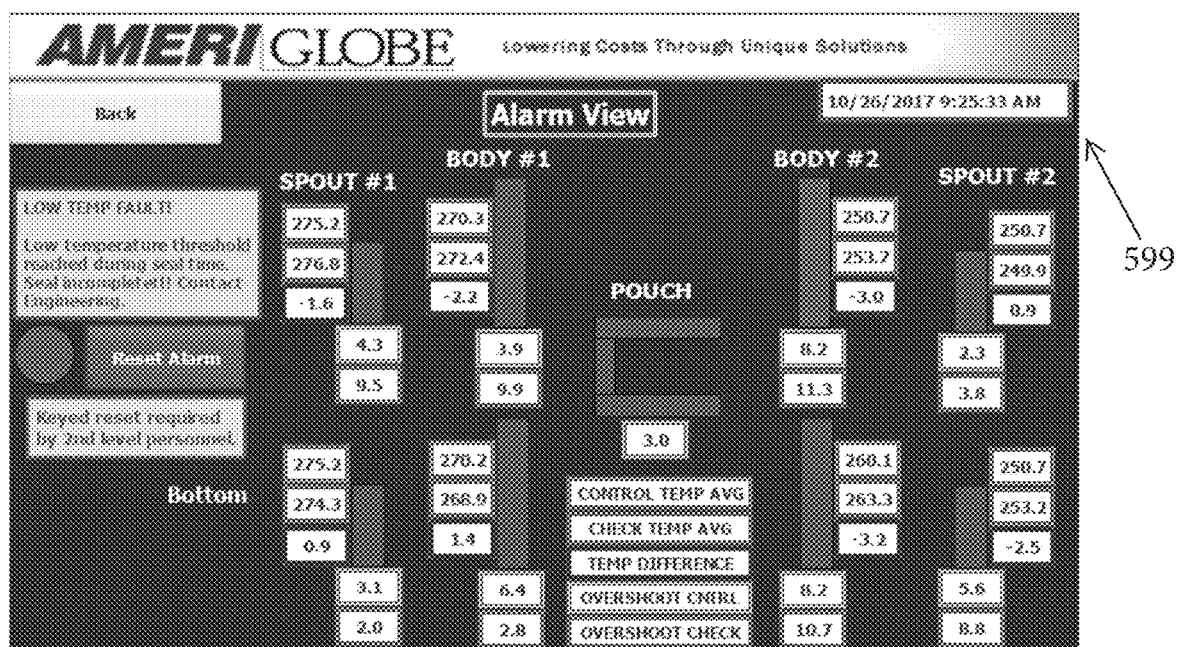 AMERI GLOBE Lowering Costs Through Unique Solutions
Back
Alarm View
10/26/2017 9:25:33 AM
599
SPOUT #1
BODY #1
BODY #2
SPOUT #2
LOW TEMP FAULT!
Low temperature threshold
reached during seal time.
Seal incomplete!! Contact
Engineering.
Reset Alarm
Keyed reset required
by 2nd level personnel.
275.2
276.8
-1.6
4.3
9.5
270.3
272.4
-2.2
3.9
9.9
POUCH
3.0
250.7
253.7
-3.0
8.2
11.3
250.7
249.9
0.9
2.3
3.8
Bottom
275.2
274.3
0.9
3.1
2.0
270.2
268.9
1.4
6.4
2.8
CONTROL TEMP AVG
CHECK TEMP AVG
TEMP DIFFERENCE
OVERSHOOT CNTRL
OVERSHOOT CHECK
260.1
263.3
-3.2
8.2
10.7
250.7
253.2
-2.5
5.6
8.8